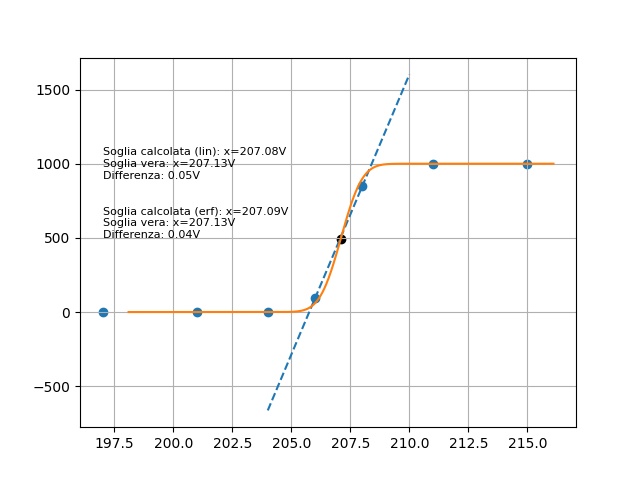 1500
1000
500
0
−500
Soglia calcolata (lin): x=207.08V
Soglia vera: x=207.13V
Differenza: 0.05V
Soglia calcolata (erf): x=207.09V
Soglia vera: x=207.13V
Differenza: 0.04V
197.5 200.0 202.5 205.0 207.5 210.0 212.5 215.0